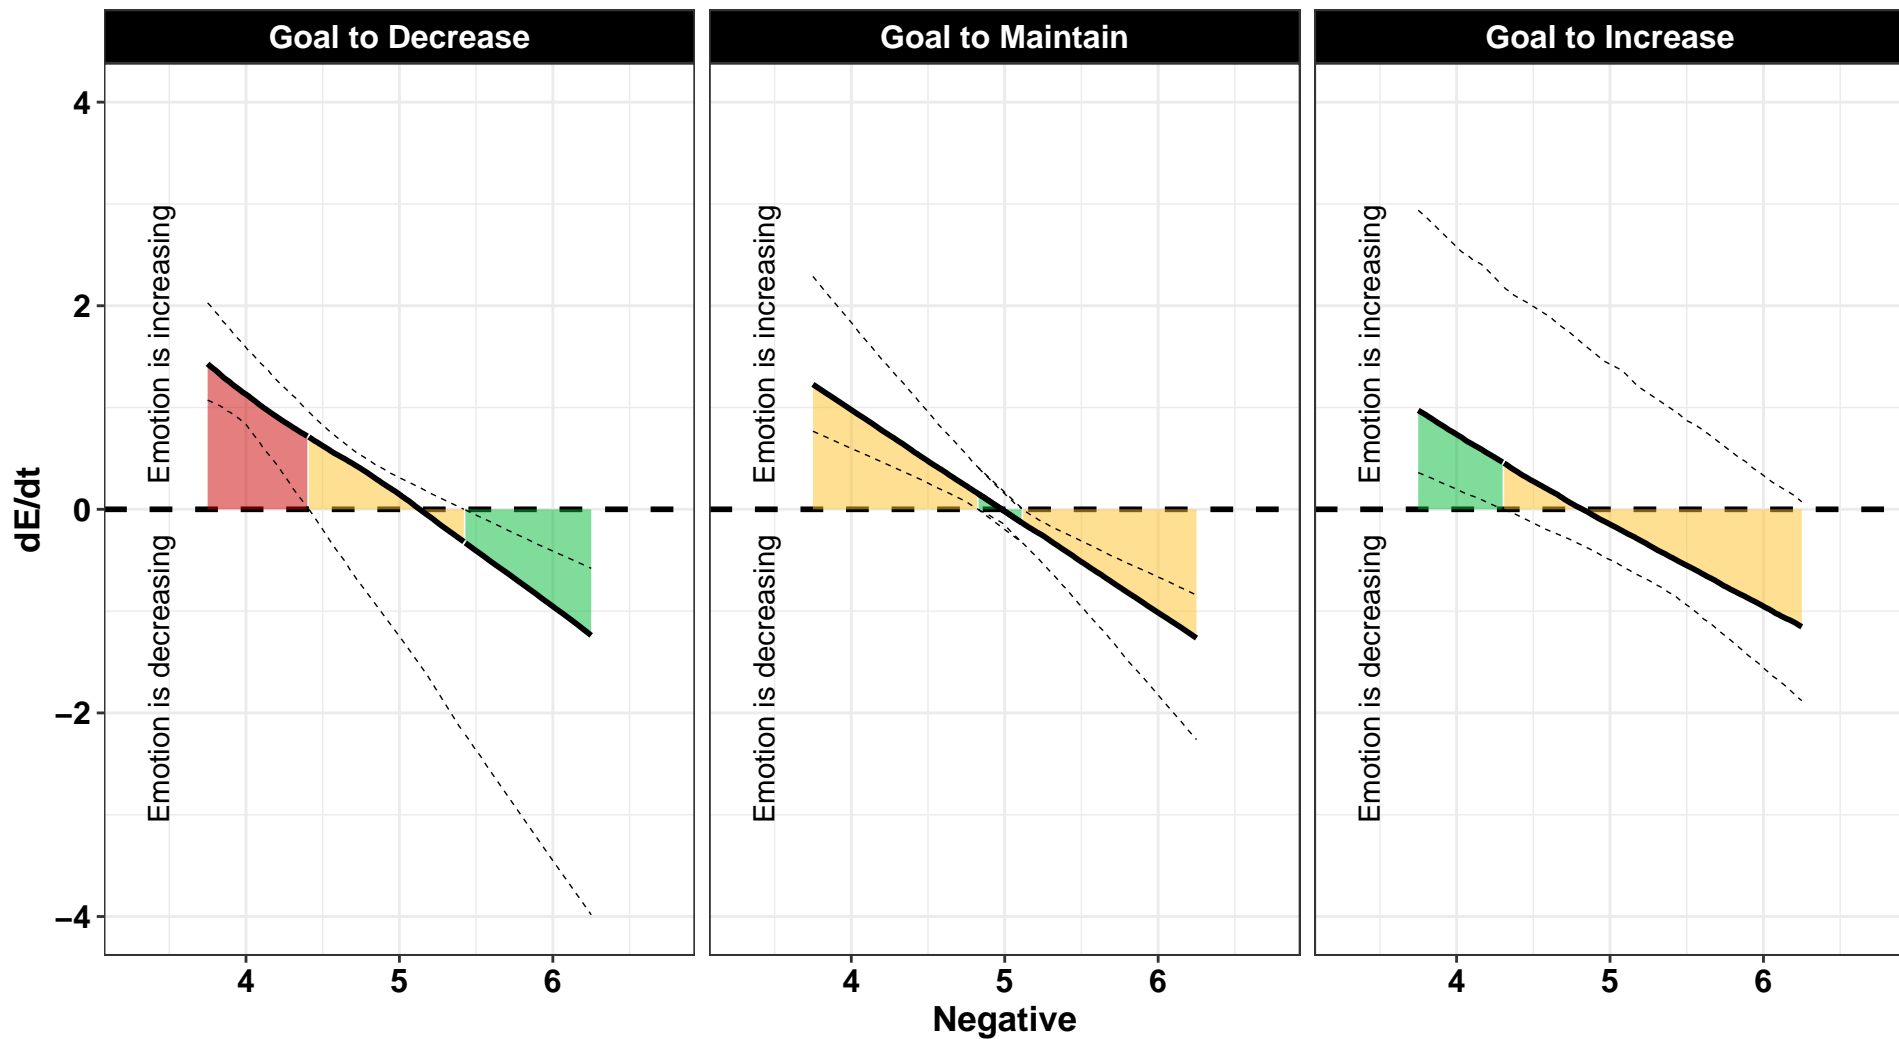 Goal to Decrease
Goal to Maintain
Goal to Increase
dE/dt
4
2
0
−2
−4
Emotion is increasing
Emotion is decreasing
Emotion is increasing
Emotion is decreasing
Emotion is increasing
Emotion is decreasing
4 5 6
4 5 6
4 5 6
Negative